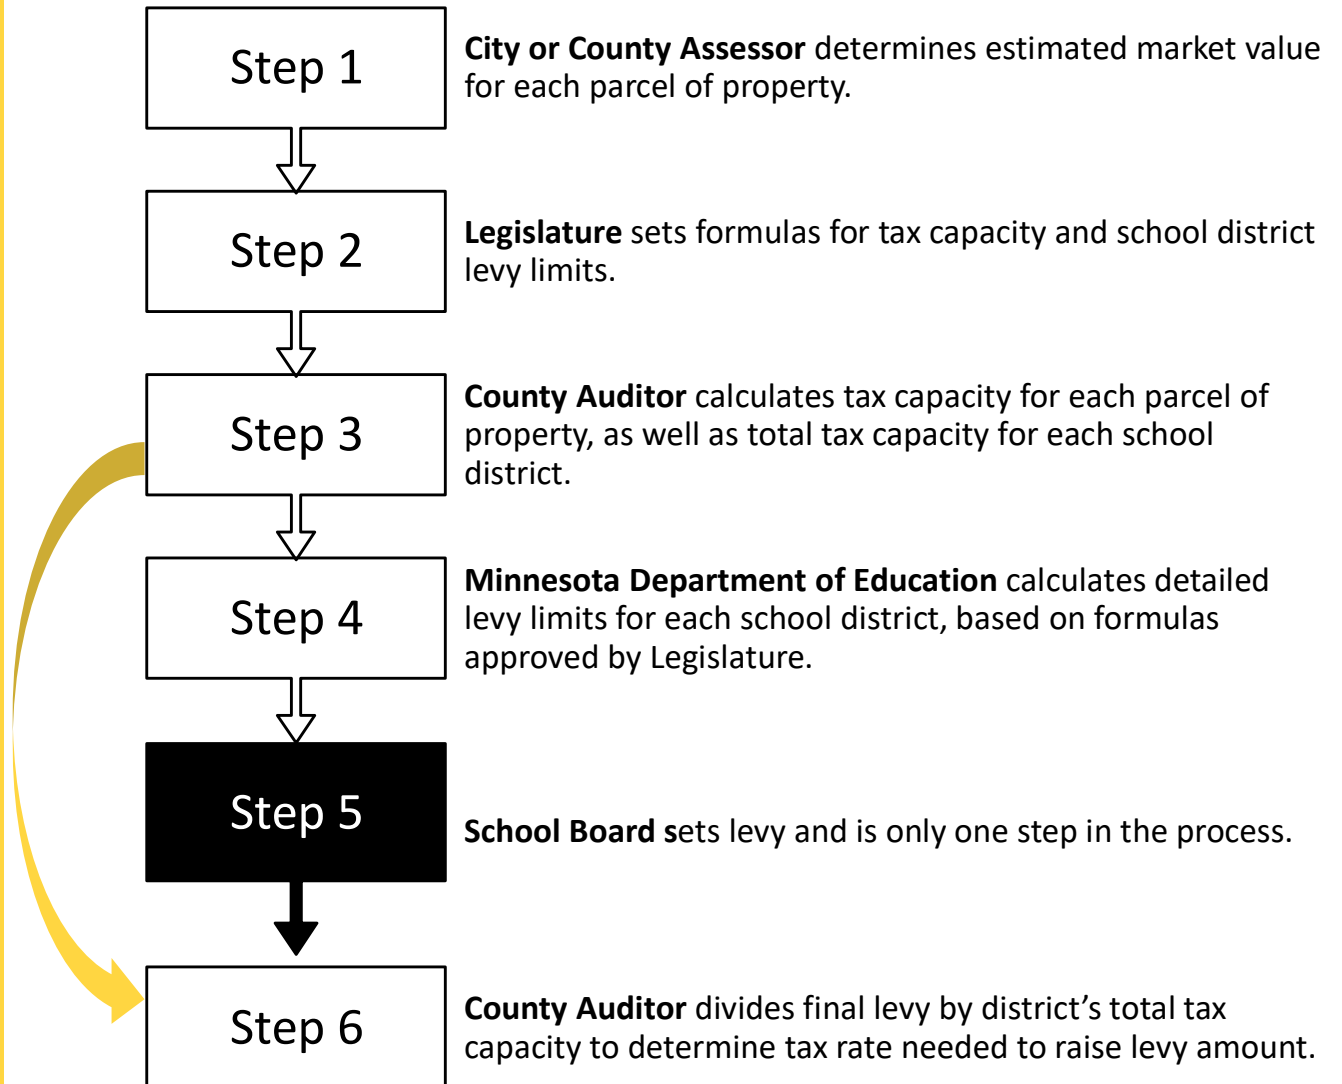 Step 1
City or County Assessor determines estimated market value
for each parcel of property.
Step 2
Legislature sets formulas for tax capacity and school district
levy limits.
Step 3
County Auditor calculates tax capacity for each parcel of
property, as well as total tax capacity for each school
district.
Step 4
Minnesota Department of Education calculates detailed
levy limits for each school district, based on formulas
approved by Legislature.
Step 5
School Board sets levy and is only one step in the process.
Step 6
County Auditor divides final levy by district’s total tax
capacity to determine tax rate needed to raise levy amount.